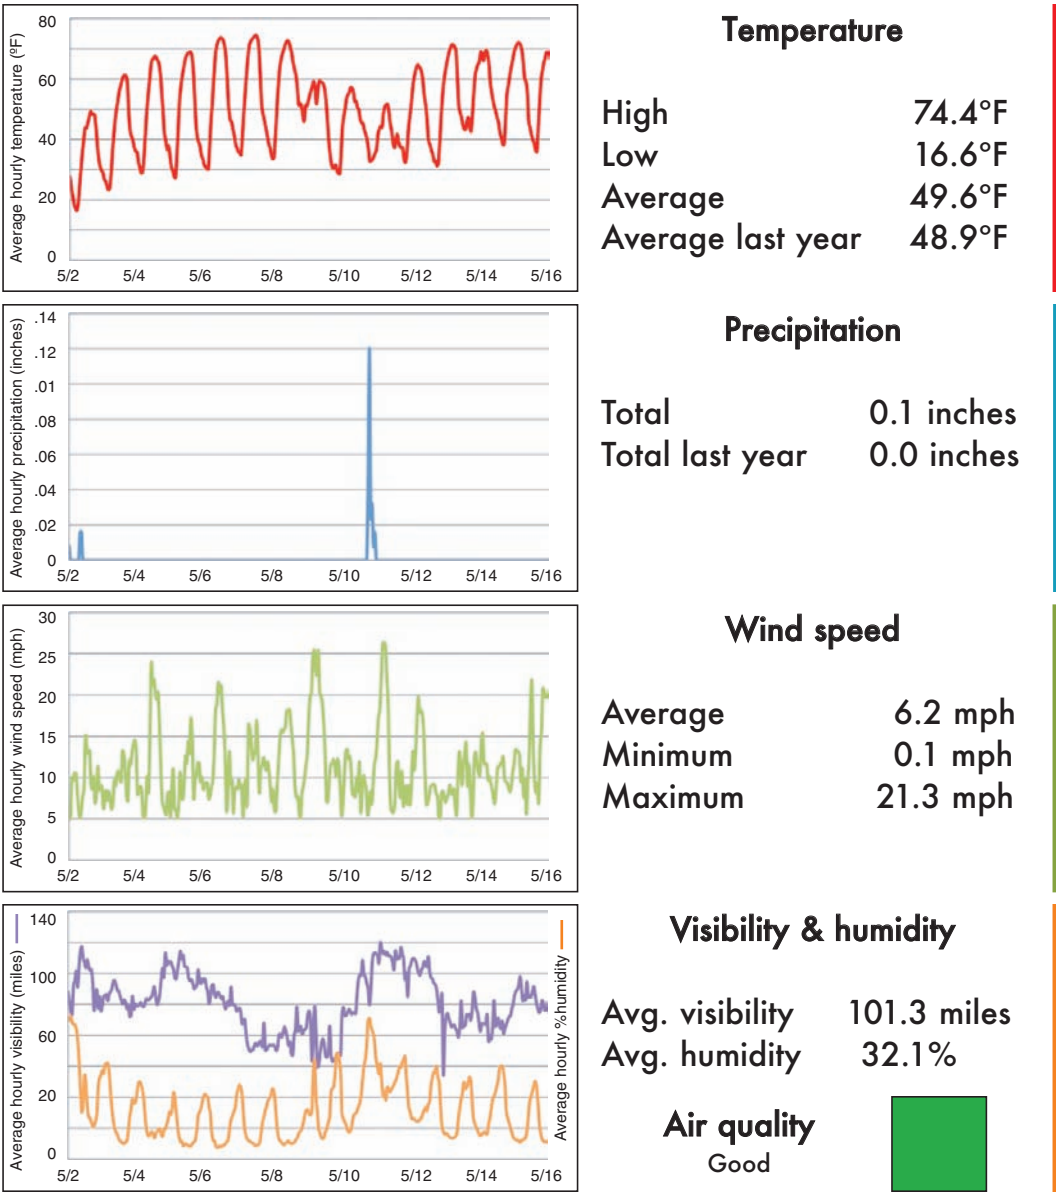 Average hourly temperature (ºF)
80
60
40
20
0
5/2 5/4 5/6 5/8 5/10 5/12 5/14 5/16
Temperature
High 74.4°F
Low 16.6°F
Average 49.6°F
Average last year 48.9°F
Average hourly precipitation (inches)
.14
.12
.01
.08
.06
.04
.02
0
5/2 5/4 5/6 5/8 5/10 5/12 5/14 5/16
Precipitation
Total 0.1 inches
Total last year 0.0 inches
Average hourly wind speed (mph)
30
25
20
15
10
5
0
5/2 5/4 5/6 5/8 5/10 5/12 5/14 5/16
Wind speed
Average 6.2 mph
Minimum 0.1 mph
Maximum 21.3 mph
Average hourly visibility (miles)
140
100
60
20
0
5/2 5/4 5/6 5/8 5/10 5/12 5/14 5/16
Average hourly %humidity
Visibility & humidity
Avg. visibility 101.3 miles
Avg. humidity 32.1%
Air quality
Good